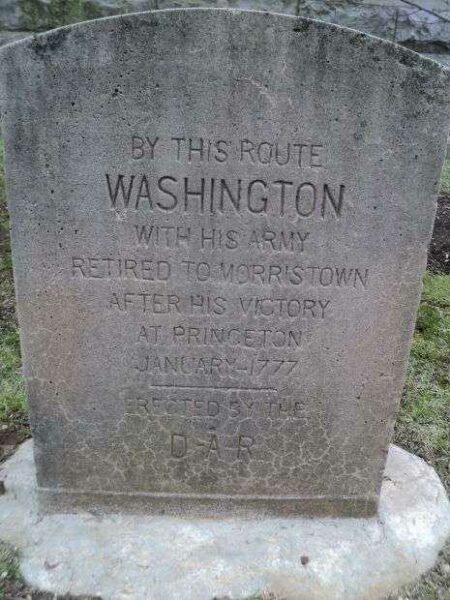 BY THIS ROUTE
WASHINGTON
WITH HIS ARMY
RETIRED TO MORRISTOWN
AFTER HIS VICTORY
AT PRINCETON
JANUARY-1777
ERECTED BY THE
D-A-R